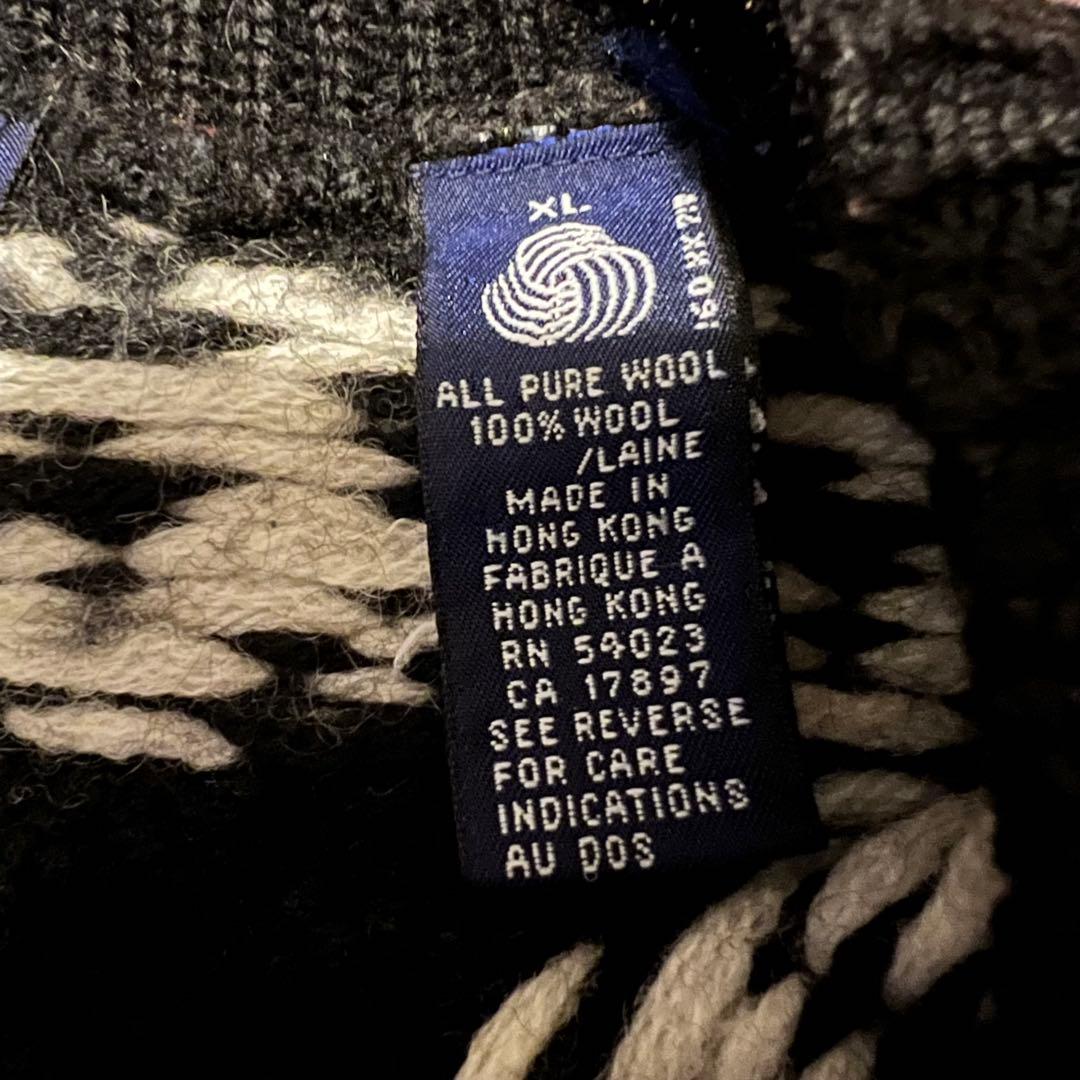 XL
ALL PURE WOOL
100% WOOL
/LAINE
MADE IN
HONG KONG
FABRIQUE A
HONG KONG
RN 54023
CA 17897
SEE REVERSE
FOR CARE
INDICATIONS
AU DOS